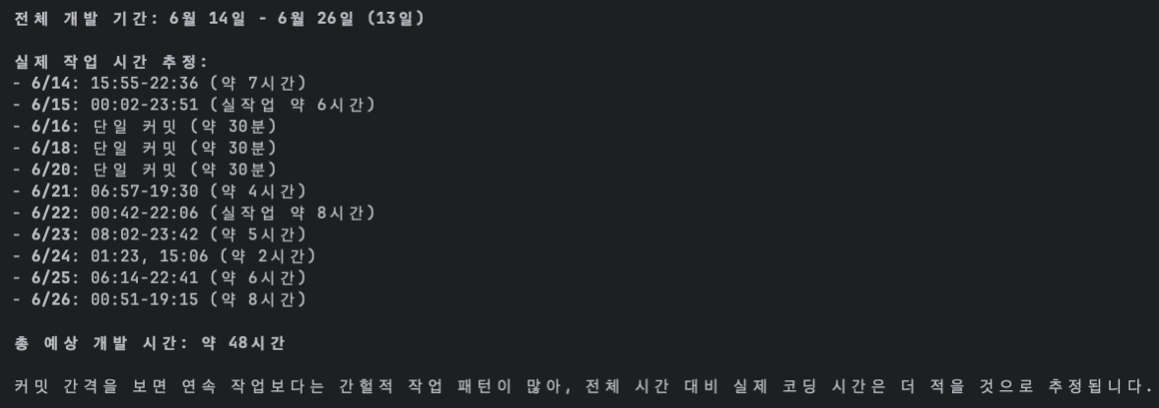 전체 개발 기간: 6월 14일 - 6월 26일 (13일)
실제 작업 시간 추정:
- 6/14: 15:55-22:36 (약 7시간)
- 6/15: 00:02-23:51 (실작업 약 6시간)
- 6/16: 단일 커밋 (약 30분)
- 6/18: 단일 커밋 (약 30분)
- 6/20: 단일 커밋 (약 30분)
- 6/21: 06:57-19:30 (약 4시간)
- 6/22: 00:42-22:06 (실작업 약 8시간)
- 6/23: 08:02-23:42 (약 5시간)
- 6/24: 01:23, 15:06 (약 2시간)
- 6/25: 06:14-22:41 (약 6시간)
- 6/26: 00:51-19:15 (약 8시간)
총 예상 개발 시간: 약 48시간
커밋 간격을 보면 연속 작업보다는 간헐적 작업 패턴이 많아, 전체 시간 대비 실제 코딩 시간은 더 적을 것으로 추정됩니다.